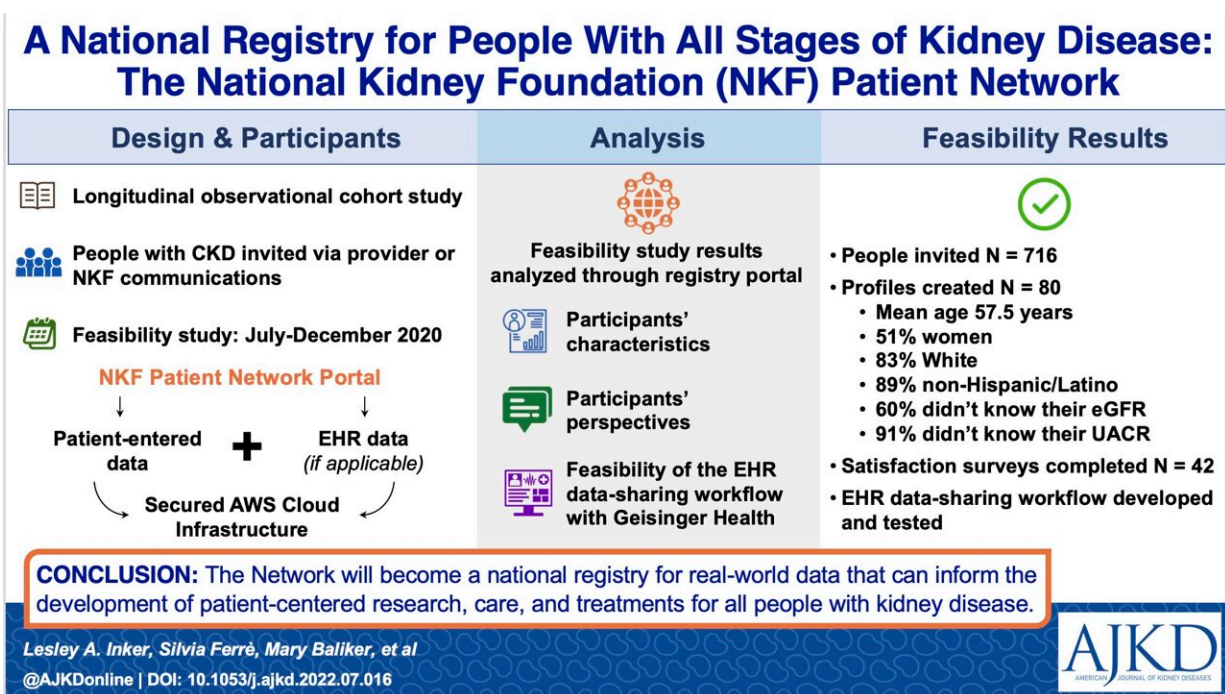 A National Registry for People With All Stages of Kidney Disease:
The National Kidney Foundation (NKF) Patient Network
Design & Participants
Longitudinal observational cohort study
People with CKD invited via provider or
NKF communications
Feasibility study: July-December 2020
NKF Patient Network Portal
Patient-entered
data
+
EHR data
(if applicable)
Secured AWS Cloud
Infrastructure
Analysis
Feasibility study results
analyzed through registry portal
Participants’
characteristics
Participants’
perspectives
Feasibility of the EHR
data-sharing workflow
with Geisinger Health
Feasibility Results
• People invited N = 716
• Profiles created N = 80
• Mean age 57.5 years
• 51% women
• 83% White
• 89% non-Hispanic/Latino
• 60% didn’t know their eGFR
• 91% didn’t know their UACR
• Satisfaction surveys completed N = 42
• EHR data-sharing workflow developed
and tested
CONCLUSION: The Network will become a national registry for real-world data that can inform the
development of patient-centered research, care, and treatments for all people with kidney disease.
Lesley A. Inker, Silvia Ferrè, Mary Baliker, et al
@AJKDonline | DOI: 10.1053/j.ajkd.2022.07.016
AJKD
AMERICAN JOURNAL OF KIDNEY DISEASES